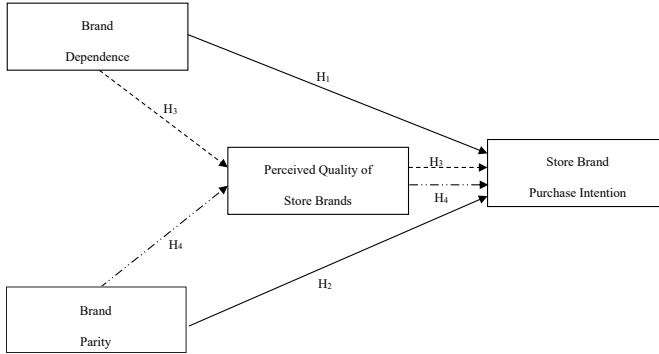 Brand
Dependence
H₁
H₃
Perceived Quality of
Store Brands
H₃
H₄
Store Brand
Purchase Intention
H₄
H₂
Brand
Parity